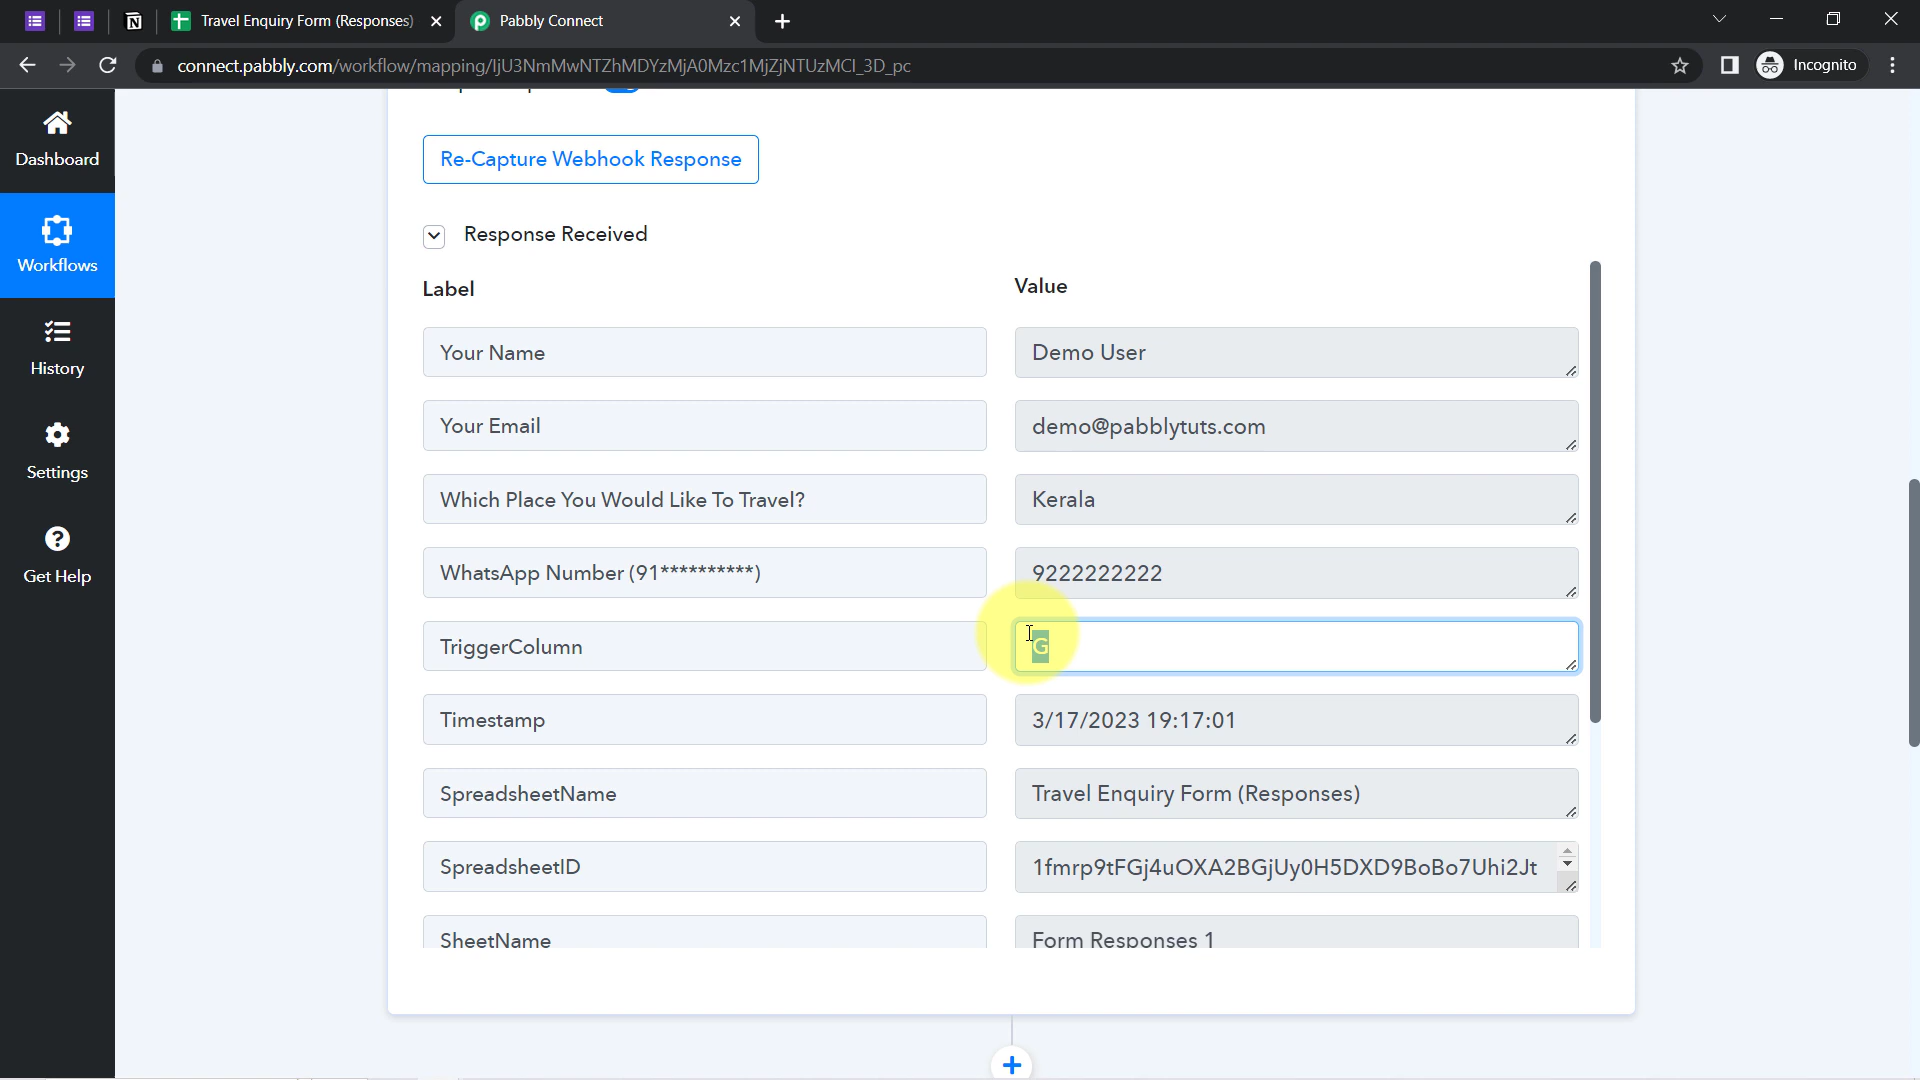 Travel Enquiry Form (Responses)
Pabbly Connect
connect.pabbly.com/workflow/mapping/IjU3NmMwNTZhMDYzMjA0Mzc1MjZjNTUzMCI_3D_pc
Incognito
Dashboard
Workflows
History
Settings
Get Help
Re-Capture Webhook Response
Response Received
Label
Value
Your Name
Demo User
Your Email
demo@pabblytuts.com
Which Place You Would Like To Travel?
Kerala
WhatsApp Number (91**********)
9222222222
TriggerColumn
G
Timestamp
3/17/2023 19:17:01
SpreadsheetName
Travel Enquiry Form (Responses)
SpreadsheetID
1fmrp9tFGj4uOXA2BGjUy0H5DXD9BoBo7Uhi2Jt
SheetName
Form Responses 1